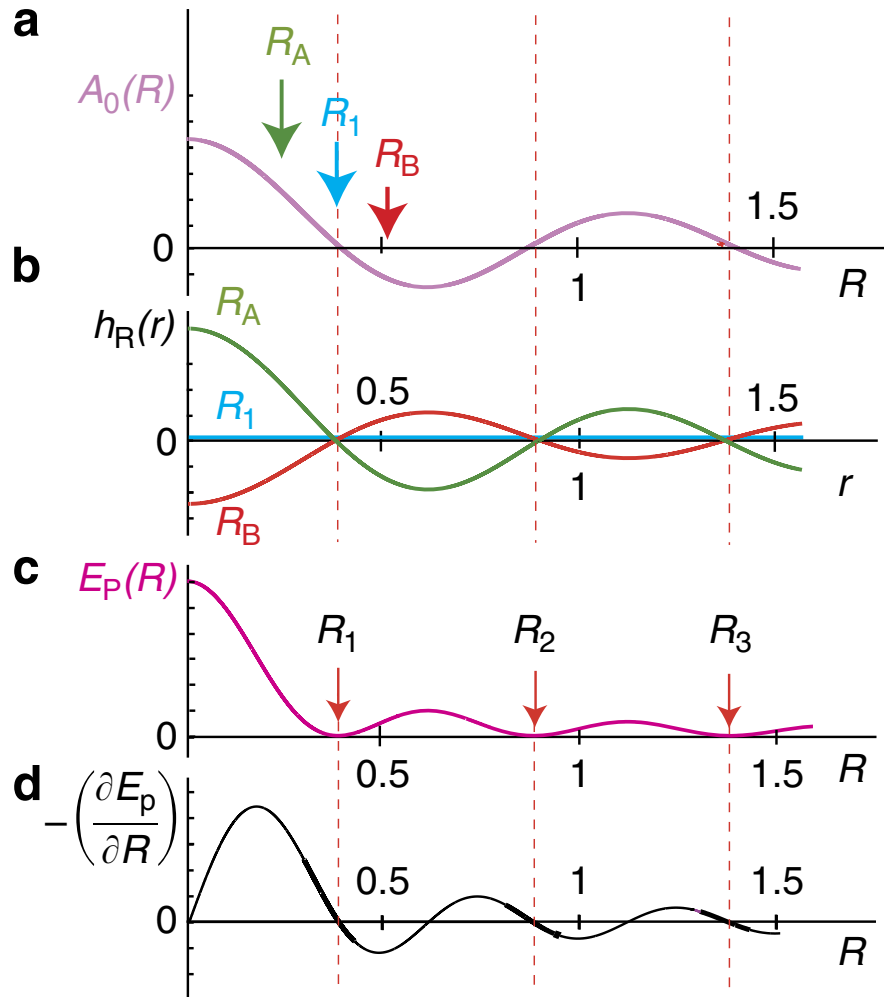 a
R_A
A_0(R)
R_1
R_B
1.5
0
1
R
b
R_A
h_R(r)
0.5
1.5
R_1
0
1
r
R_B
c
E_P(R)
R_1
R_2
R_3
0
0.5
1
1.5
R
d
−(∂E_p/∂R)
0.5
1
1.5
0
R